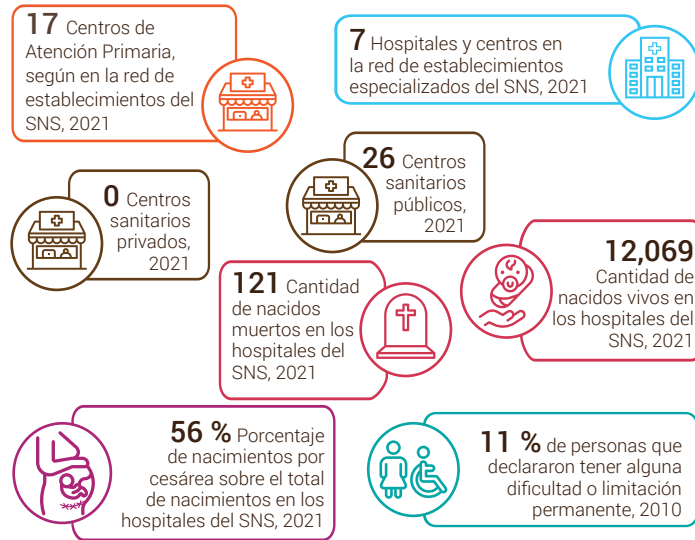 17 Centros de
Atención Primaria,
según en la red de
establecimientos del
SNS, 2021
7 Hospitales y centros en
la red de establecimientos
especializados del SNS, 2021
0 Centros
sanitarios
privados,
2021
26 Centros
sanitarios
públicos,
2021
121 Cantidad
de nacidos
muertos en los
hospitales del
SNS, 2021
12,069
Cantidad de
nacidos vivos en
los hospitales del
SNS, 2021
56 % Porcentaje
de nacimientos por
cesárea sobre el total
de nacimientos en los
hospitales del SNS, 2021
11 % de personas que
declararon tener alguna
dificultad o limitación
permanente, 2010